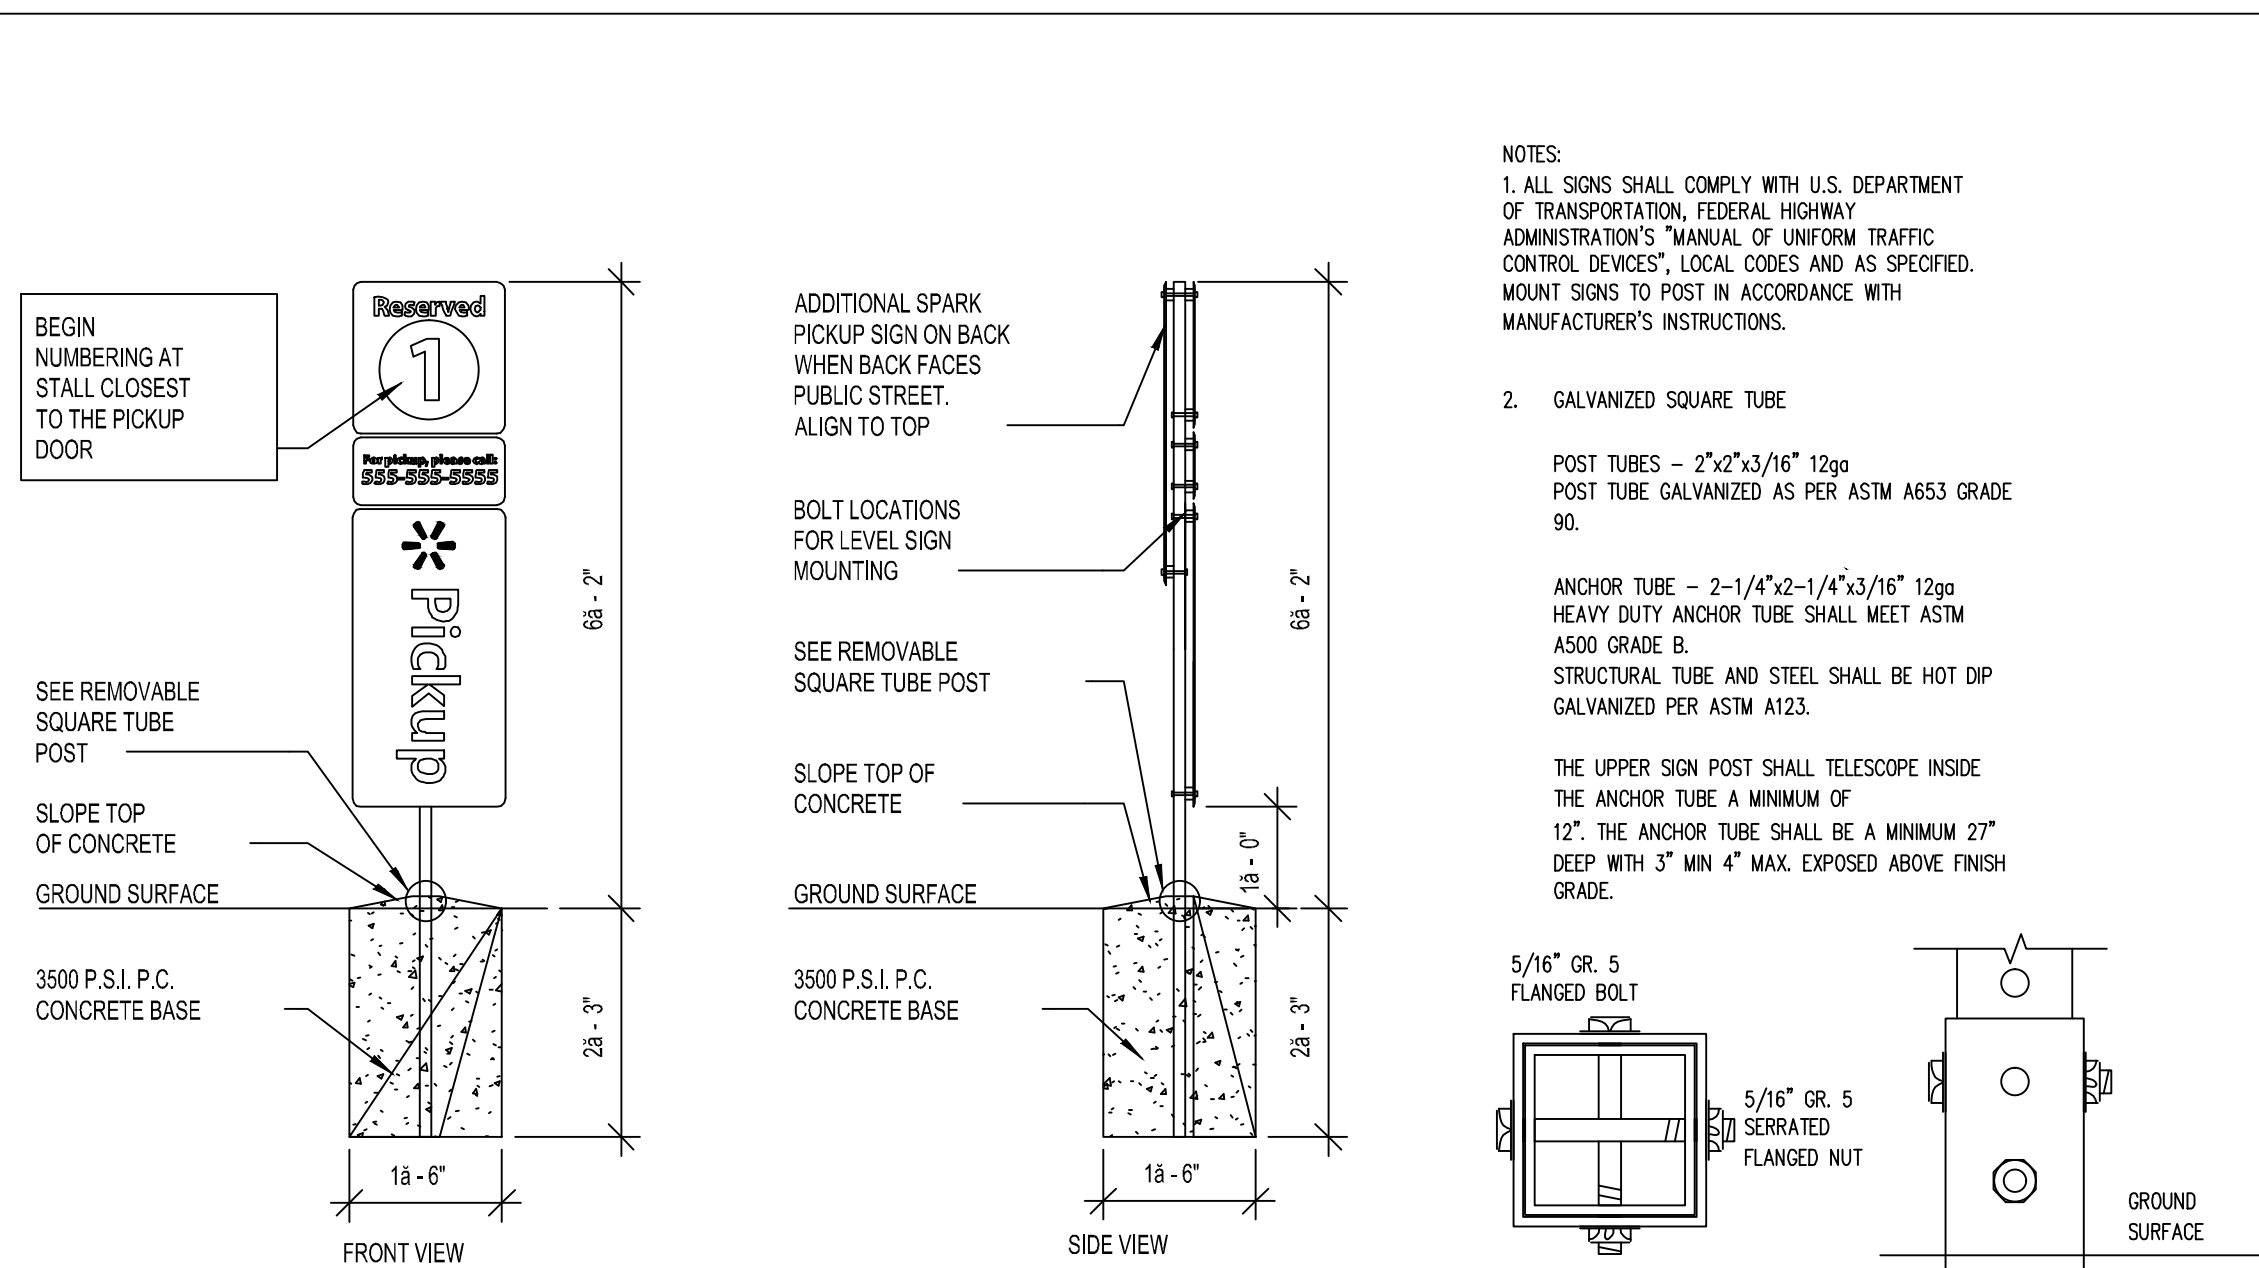 BEGIN
NUMBERING AT
STALL CLOSEST
TO THE PICKUP
DOOR
Reserved
1
For pickup, please call:
555-555-5555
Pickup
SEE REMOVABLE
SQUARE TUBE
POST
SLOPE TOP
OF CONCRETE
GROUND SURFACE
3500 P.S.I. P.C.
CONCRETE BASE
6ă - 2"
2ă - 3"
1ă - 6"
FRONT VIEW
ADDITIONAL SPARK
PICKUP SIGN ON BACK
WHEN BACK FACES
PUBLIC STREET.
ALIGN TO TOP
BOLT LOCATIONS
FOR LEVEL SIGN
MOUNTING
SEE REMOVABLE
SQUARE TUBE POST
SLOPE TOP OF
CONCRETE
GROUND SURFACE
3500 P.S.I. P.C.
CONCRETE BASE
6ă - 2"
1ă - 0"
2ă - 3"
1ă - 6"
SIDE VIEW
NOTES:
1. ALL SIGNS SHALL COMPLY WITH U.S. DEPARTMENT
OF TRANSPORTATION, FEDERAL HIGHWAY
ADMINISTRATION'S "MANUAL OF UNIFORM TRAFFIC
CONTROL DEVICES", LOCAL CODES AND AS SPECIFIED.
MOUNT SIGNS TO POST IN ACCORDANCE WITH
MANUFACTURER'S INSTRUCTIONS.
2. GALVANIZED SQUARE TUBE
POST TUBES – 2"x2"x3/16" 12ga
POST TUBE GALVANIZED AS PER ASTM A653 GRADE
90.
ANCHOR TUBE – 2-1/4"x2-1/4"x3/16" 12ga
HEAVY DUTY ANCHOR TUBE SHALL MEET ASTM
A500 GRADE B.
STRUCTURAL TUBE AND STEEL SHALL BE HOT DIP
GALVANIZED PER ASTM A123.
THE UPPER SIGN POST SHALL TELESCOPE INSIDE
THE ANCHOR TUBE A MINIMUM OF
12". THE ANCHOR TUBE SHALL BE A MINIMUM 27"
DEEP WITH 3" MIN 4" MAX. EXPOSED ABOVE FINISH
GRADE.
5/16" GR. 5
FLANGED BOLT
5/16" GR. 5
SERRATED
FLANGED NUT
GROUND
SURFACE